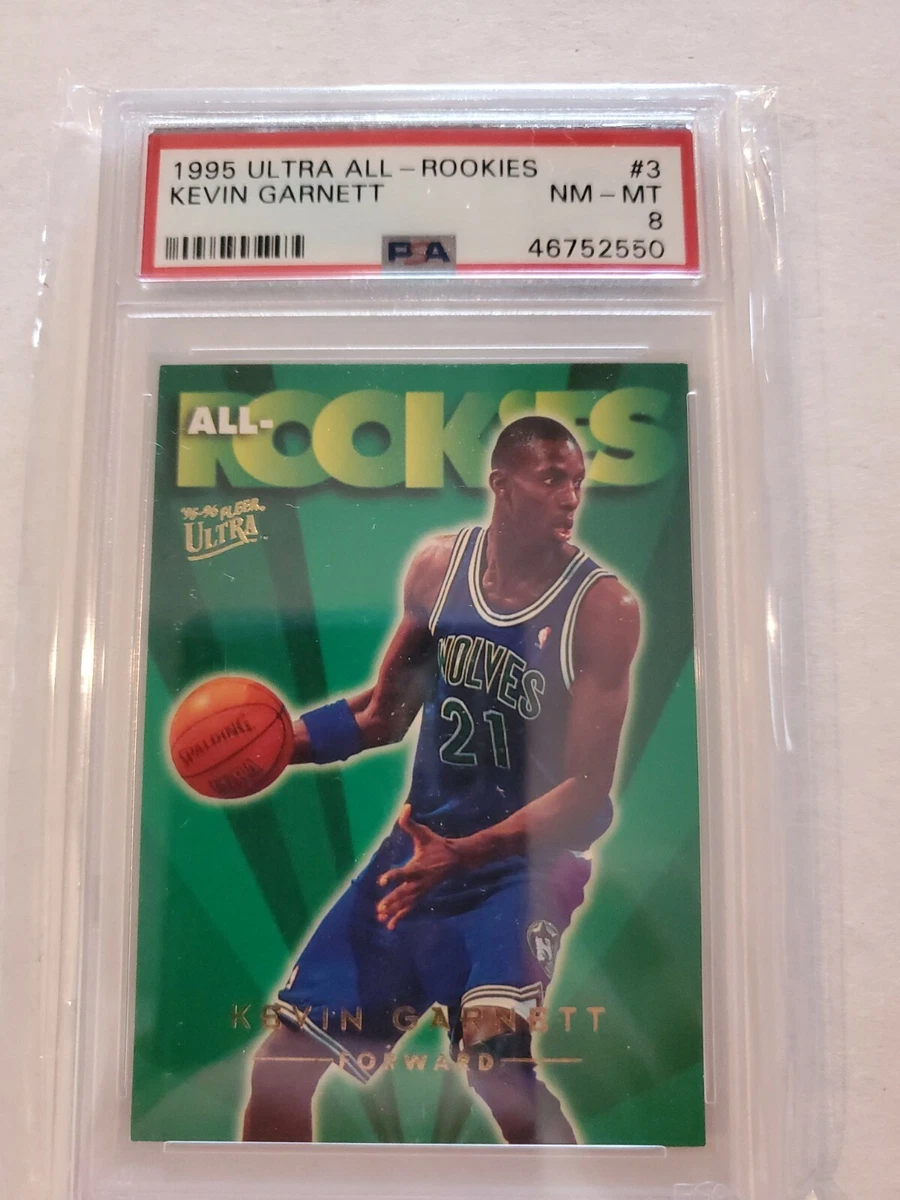 1995 ULTRA ALL-ROOKIES #3
KEVIN GARNETT NM-MT
8
PSA 46752550
ALL-ROOKIES
'95-96 FLEER
ULTRA
WOLVES
21
SPALDING
KEVIN GARNETT
FORWARD